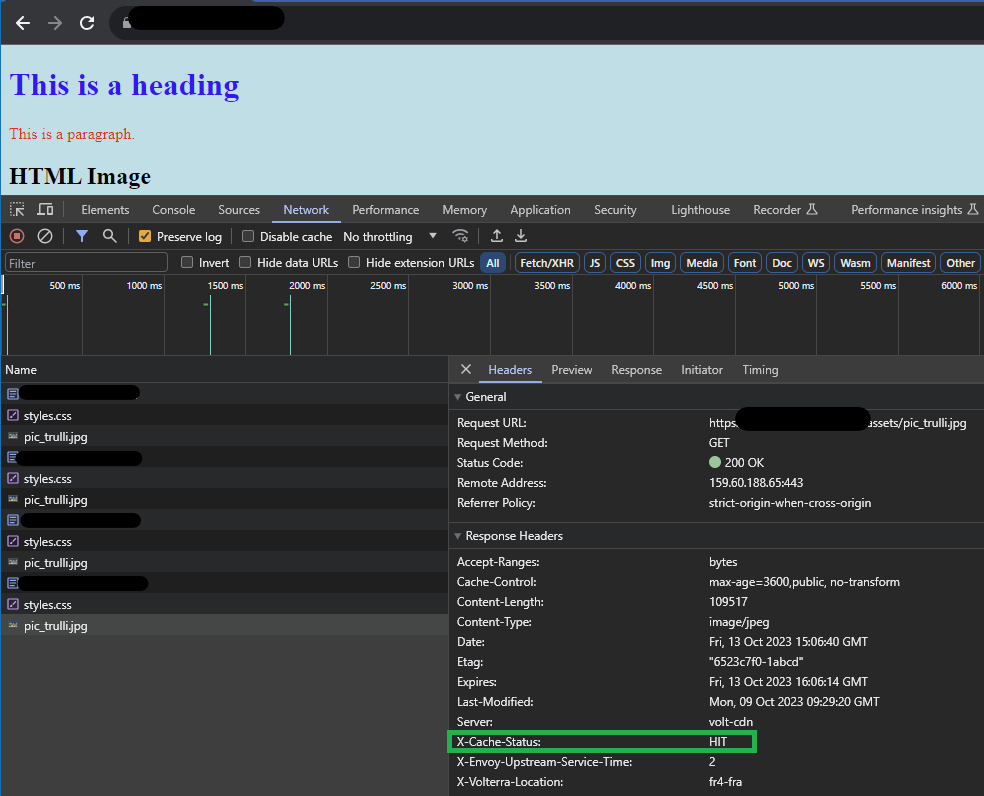 This is a heading
This is a paragraph.
HTML Image
Elements Console Sources Network Performance Memory Application Security Lighthouse Recorder Performance insights
Preserve log Disable cache No throttling
Filter Invert Hide data URLs Hide extension URLs All Fetch/XHR JS CSS Img Media Font Doc WS Wasm Manifest Other
500 ms 1000 ms 1500 ms 2000 ms 2500 ms 3000 ms 3500 ms 4000 ms 4500 ms 5000 ms 5500 ms 6000 ms
Name
styles.css
pic_trulli.jpg
styles.css
pic_trulli.jpg
styles.css
pic_trulli.jpg
styles.css
pic_trulli.jpg
Headers Preview Response Initiator Timing
General
Request URL: https assets/pic_trulli.jpg
Request Method: GET
Status Code: 200 OK
Remote Address: 159.60.188.65:443
Referrer Policy: strict-origin-when-cross-origin
Response Headers
Accept-Ranges: bytes
Cache-Control: max-age=3600,public, no-transform
Content-Length: 109517
Content-Type: image/jpeg
Date: Fri, 13 Oct 2023 15:06:40 GMT
Etag: "6523c7f0-1abcd"
Expires: Fri, 13 Oct 2023 16:06:14 GMT
Last-Modified: Mon, 09 Oct 2023 09:29:20 GMT
Server: volt-cdn
X-Cache-Status: HIT
X-Envoy-Upstream-Service-Time: 2
X-Volterra-Location: fr4-fra